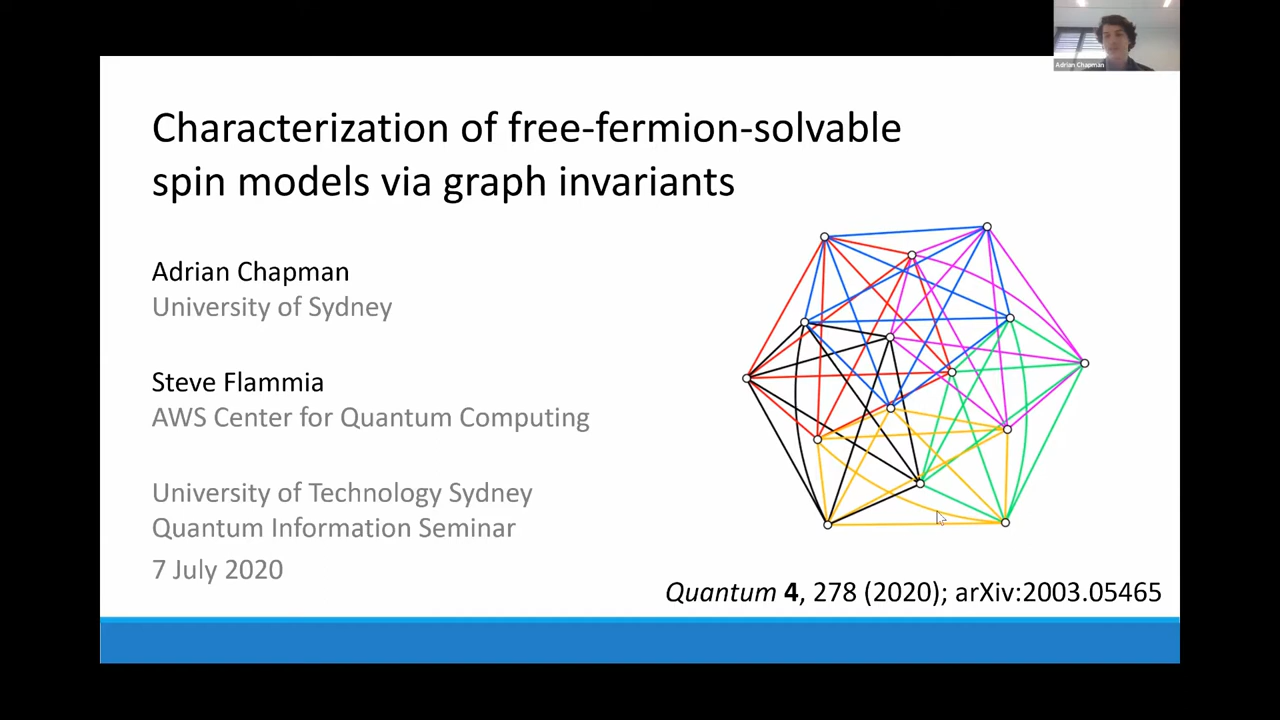 Adrian Chapman
Characterization of free-fermion-solvable
spin models via graph invariants
Adrian Chapman
University of Sydney
Steve Flammia
AWS Center for Quantum Computing
University of Technology Sydney
Quantum Information Seminar
7 July 2020
Quantum 4, 278 (2020); arXiv:2003.05465